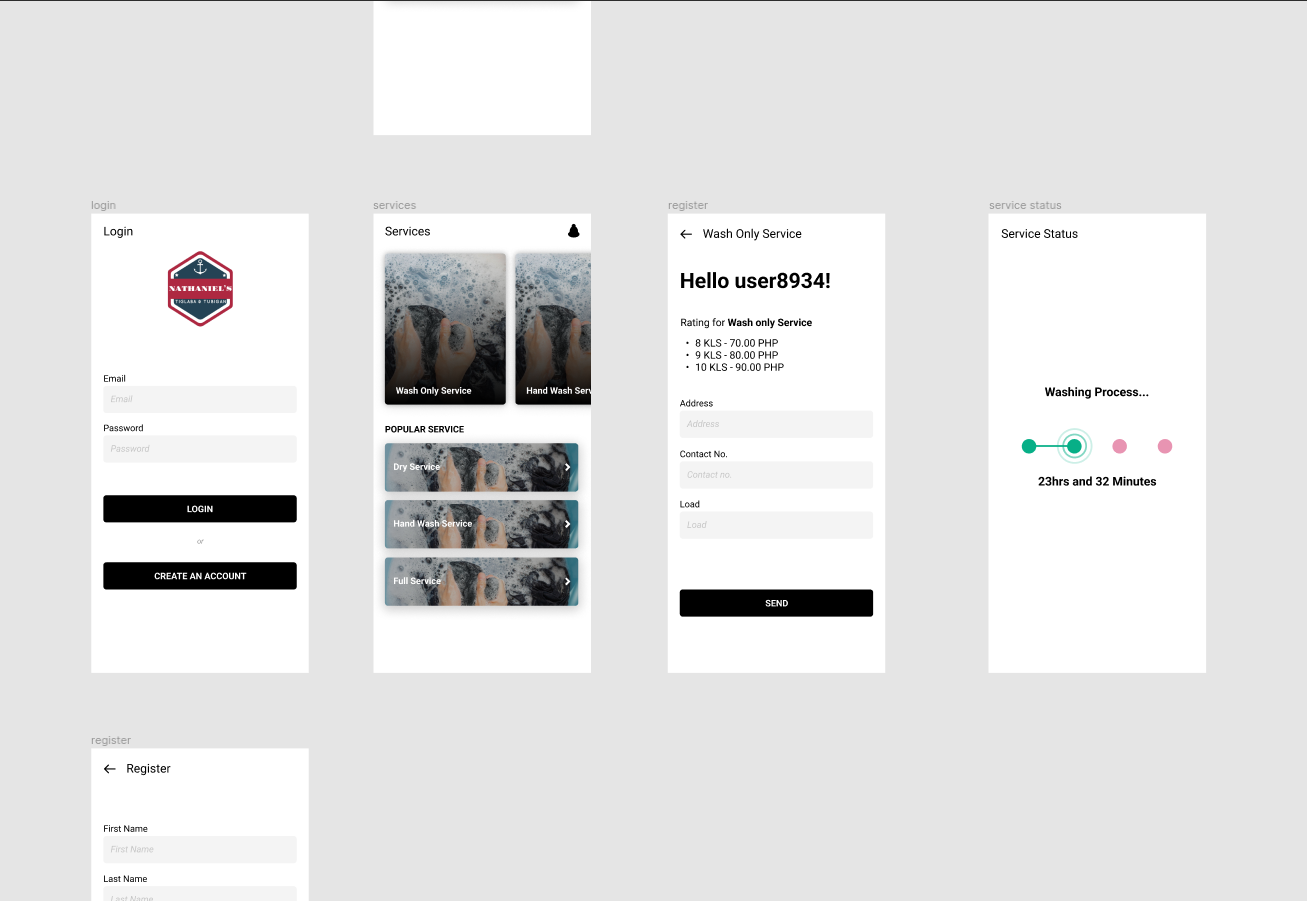 login
Login
NATHANIEL'S
Email
Email
Password
Password
LOGIN
or
CREATE AN ACCOUNT
services
Services
Wash Only Service
Hand Wash Serv
POPULAR SERVICE
Dry Service
Hand Wash Service
Full Service
register
Wash Only Service
Hello user8934!
Rating for Wash only Service
• 8 KLS - 70.00 PHP
• 9 KLS - 80.00 PHP
• 10 KLS - 90.00 PHP
Address
Address
Contact No.
Contact no.
Load
Load
SEND
service status
Service Status
Washing Process...
23hrs and 32 Minutes
register
Register
First Name
First Name
Last Name
Last Name